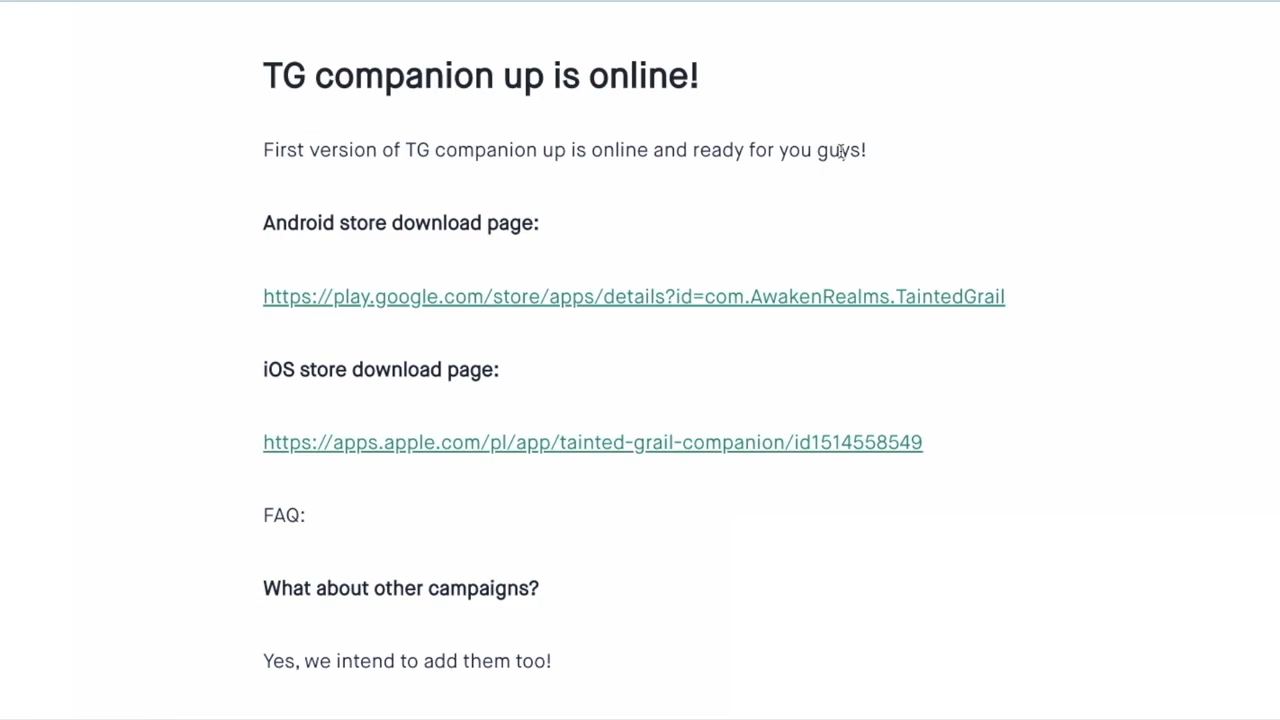 TG companion up is online!
First version of TG companion up is online and ready for you guys!
Android store download page:
https://play.google.com/store/apps/details?id=com.AwakenRealms.TaintedGrail
iOS store download page:
https://apps.apple.com/pl/app/tainted-grail-companion/id1514558549
FAQ:
What about other campaigns?
Yes, we intend to add them too!